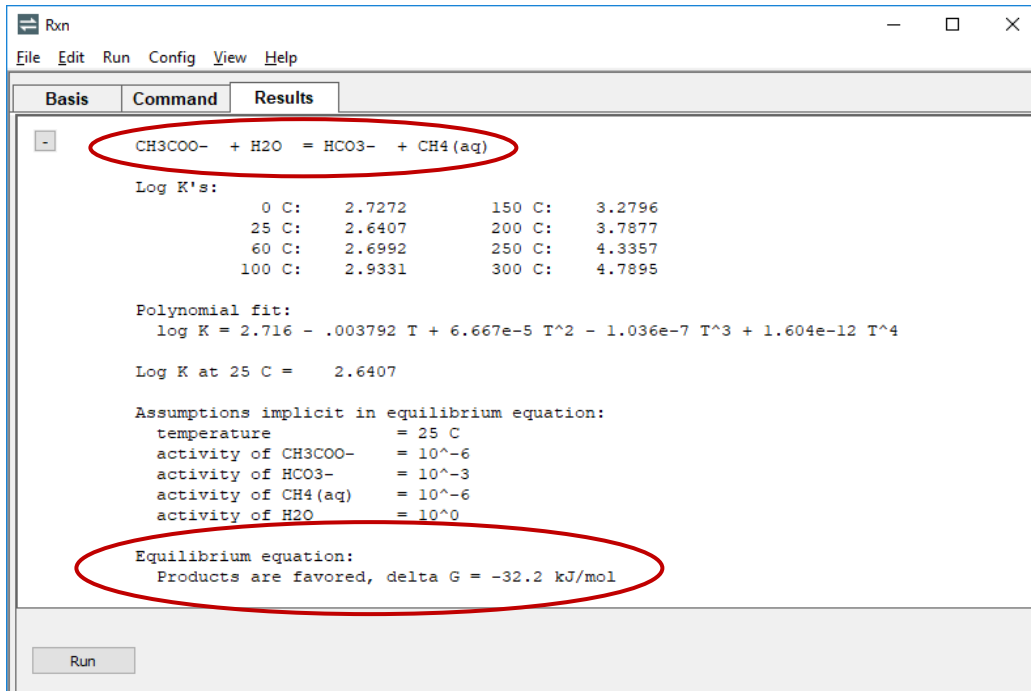 Rxn
File Edit Run Config View Help
Basis Command Results
-
CH3COO- + H2O = HCO3- + CH4(aq)
Log K's:
0 C: 2.7272 150 C: 3.2796
25 C: 2.6407 200 C: 3.7877
60 C: 2.6992 250 C: 4.3357
100 C: 2.9331 300 C: 4.7895
Polynomial fit:
log K = 2.716 - .003792 T + 6.667e-5 T^2 - 1.036e-7 T^3 + 1.604e-12 T^4
Log K at 25 C = 2.6407
Assumptions implicit in equilibrium equation:
temperature = 25 C
activity of CH3COO- = 10^-6
activity of HCO3- = 10^-3
activity of CH4(aq) = 10^-6
activity of H2O = 10^0
Equilibrium equation:
Products are favored, delta G = -32.2 kJ/mol
Run